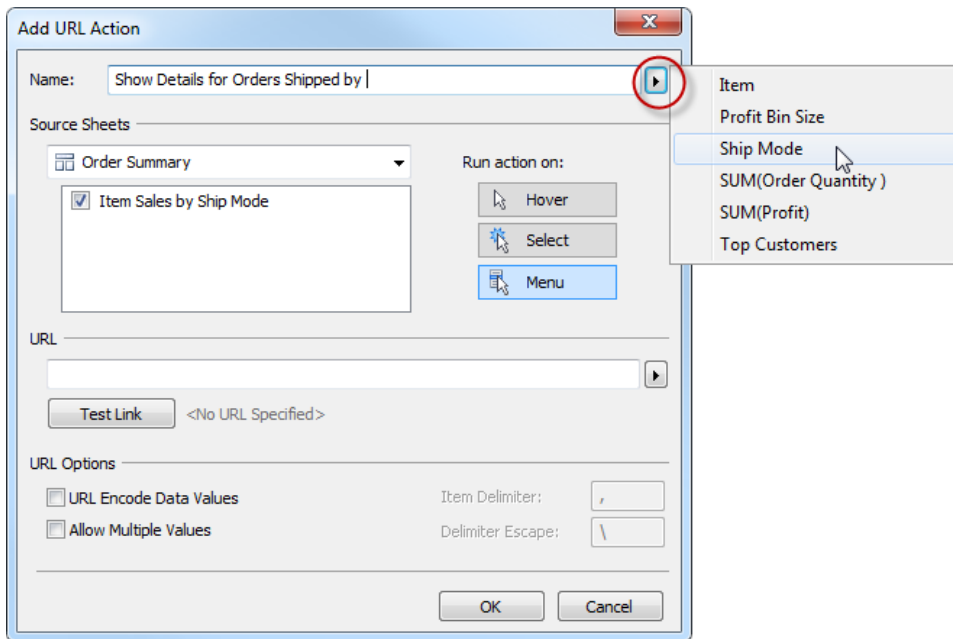 Add URL Action
Name: Show Details for Orders Shipped by
Item
Profit Bin Size
Ship Mode
SUM(Order Quantity )
SUM(Profit)
Top Customers
Source Sheets
Order Summary
Item Sales by Ship Mode
Run action on:
Hover
Select
Menu
URL
Test Link <No URL Specified>
URL Options
URL Encode Data Values
Allow Multiple Values
Item Delimiter: ,
Delimiter Escape: \
OK Cancel